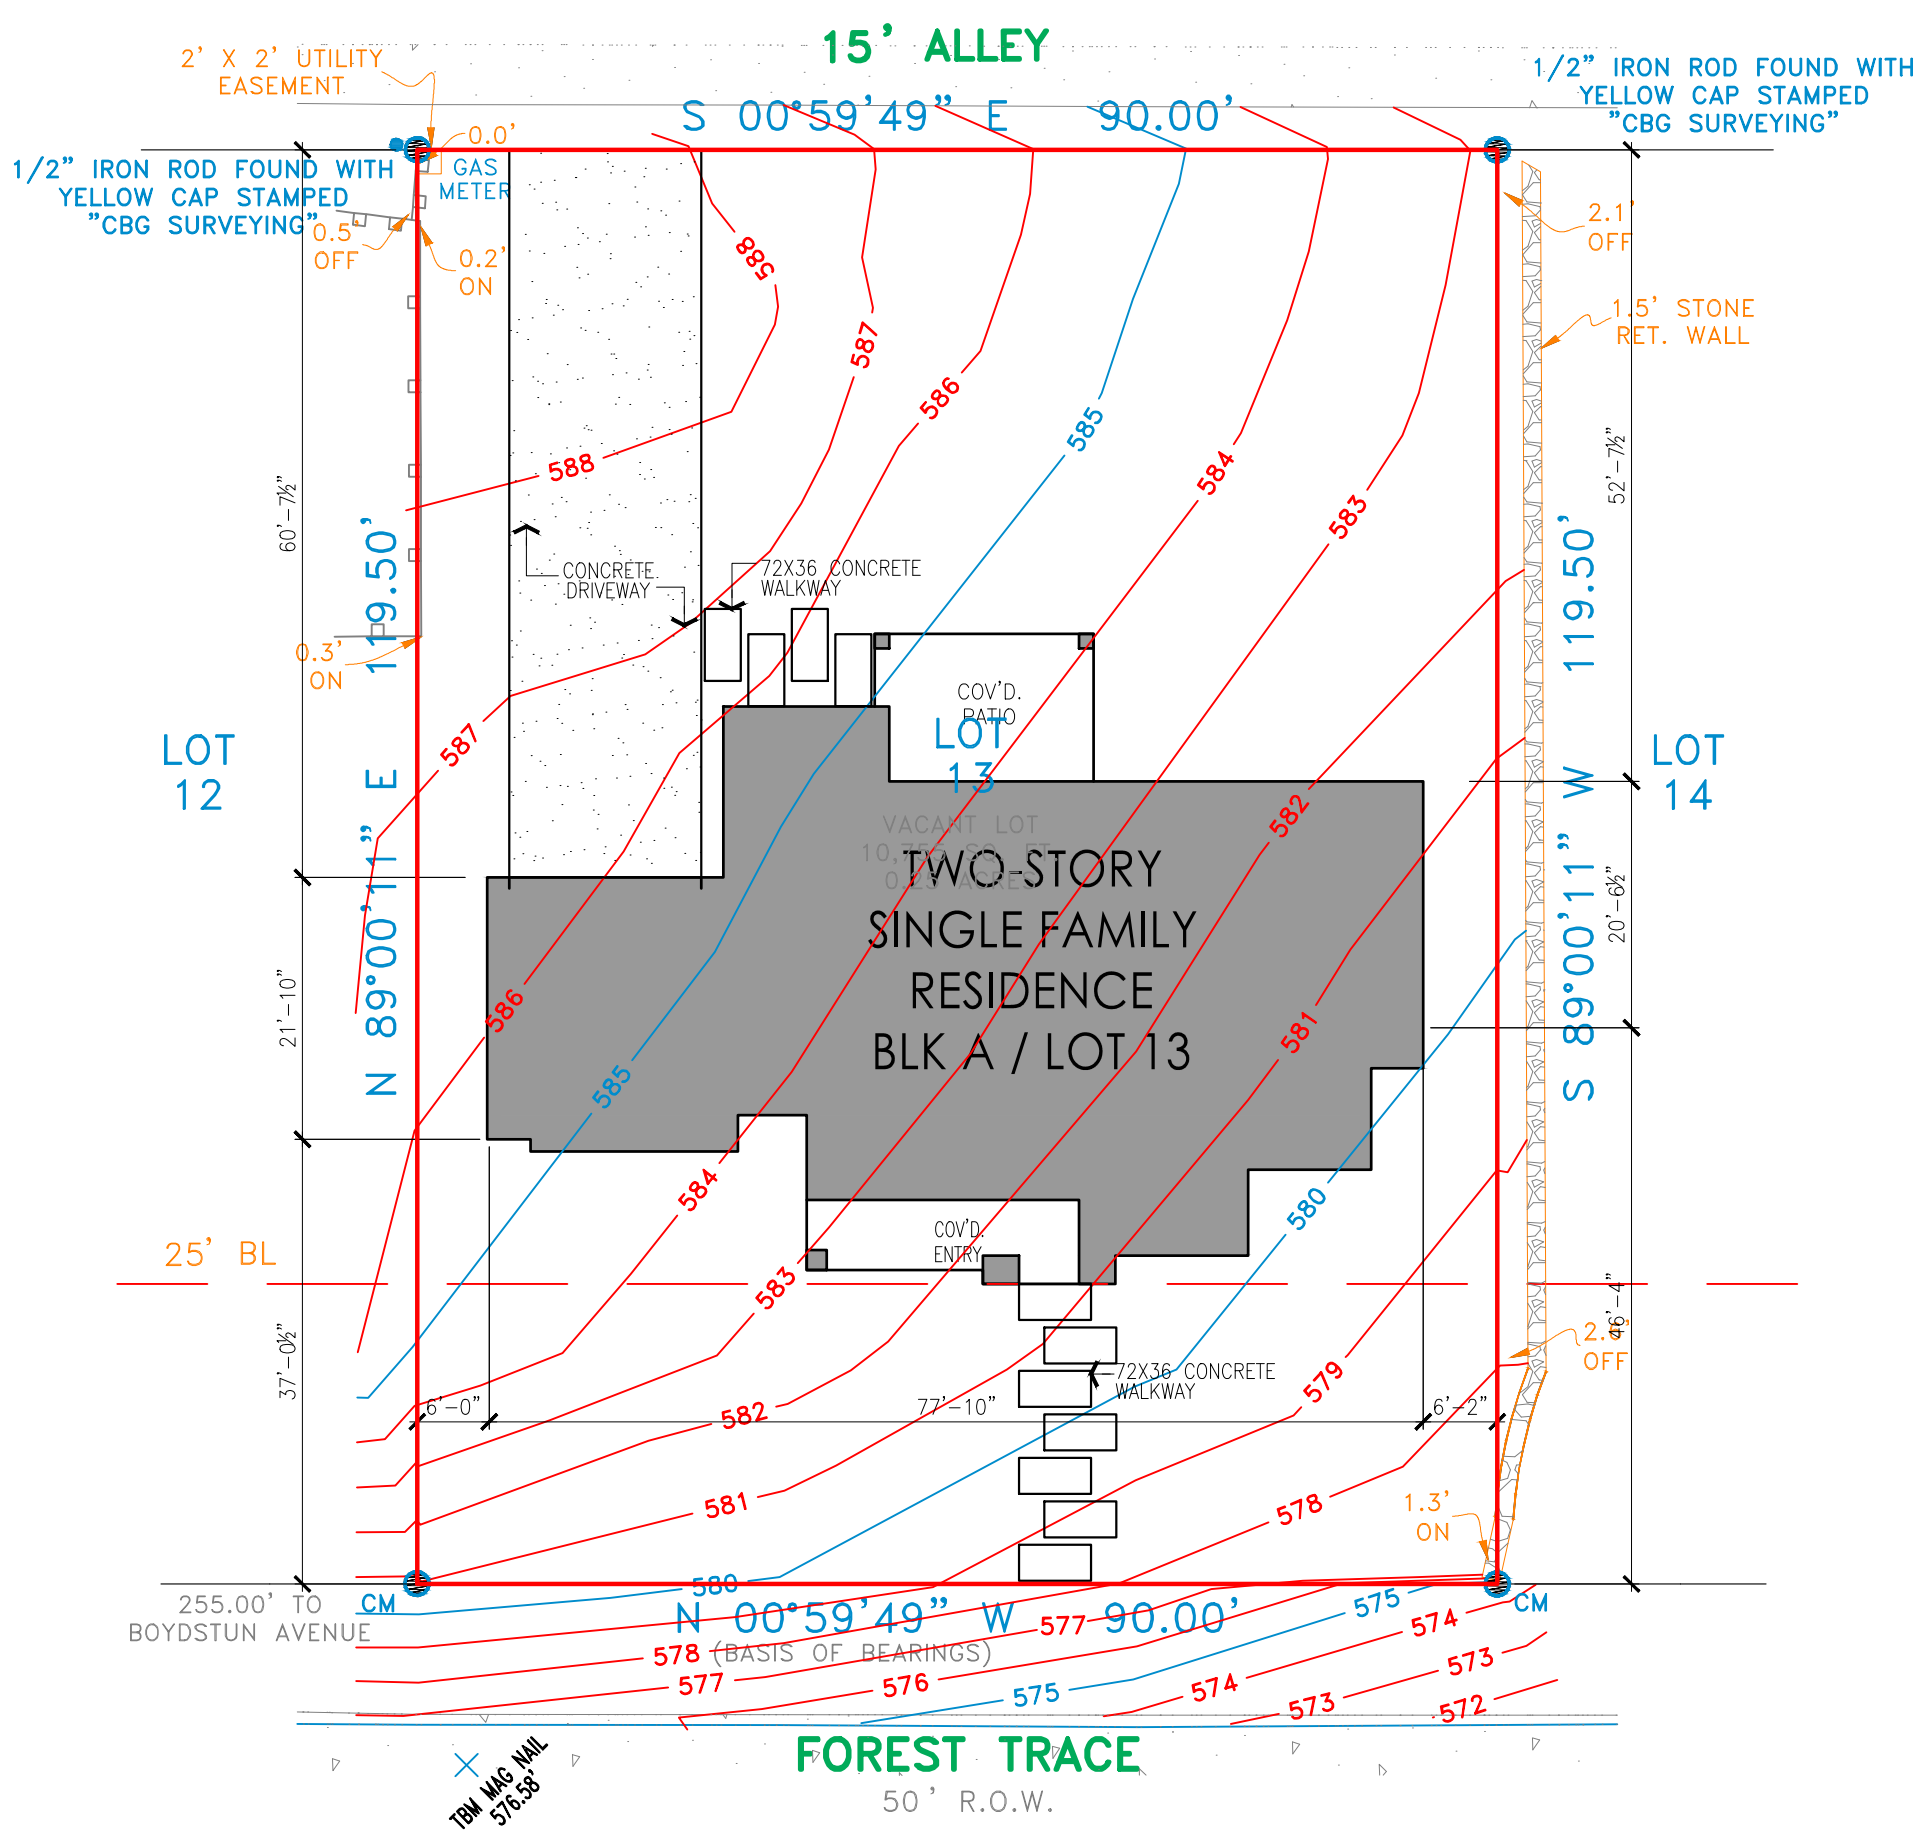 15' ALLEY
2' X 2' UTILITY
EASEMENT
S 00°59'49" E 90.00'
1/2" IRON ROD FOUND WITH
YELLOW CAP STAMPED
"CBG SURVEYING"
0.0'
GAS
METER
1/2" IRON ROD FOUND WITH
YELLOW CAP STAMPED
"CBG SURVEYING"
0.5'
OFF
0.2'
ON
2.1'
OFF
588
1.5' STONE
RET. WALL
587
586
585
588
584
583
60'-7½"
52'-7½"
N 89°00'11" E 119.50'
S 89°00'11" W 119.50'
CONCRETE
DRIVEWAY
72X36 CONCRETE
WALKWAY
0.3'
ON
COV'D.
PATIO
LOT
12
587
LOT
13
LOT
14
582
VACANT LOT
10,755 SQ. FT.
0.25 ACRES
TWO-STORY
SINGLE FAMILY
RESIDENCE
BLK A / LOT 13
20'-6½"
21'-10"
586
581
585
584
580
COV'D.
ENTRY
25' BL
583
46'-4"
2.6'
OFF
37'-0½"
72X36 CONCRETE
WALKWAY
579
6'-0"
77'-10"
6'-2"
582
581
578
1.3'
ON
580
CM
CM
255.00' TO
BOYDSTUN AVENUE
N 00°59'49" W 90.00'
(BASIS OF BEARINGS)
577
575
574
578
577
576
575
574
573
573
572
FOREST TRACE
50' R.O.W.
TBM MAG NAIL
576.58'